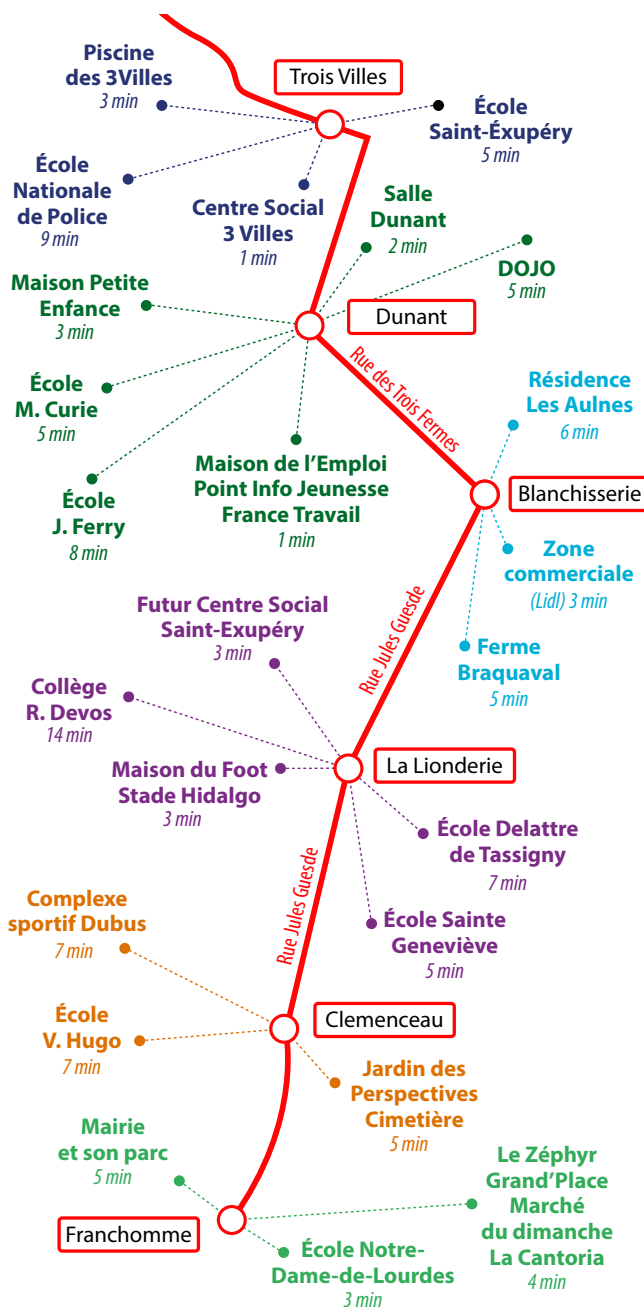 Piscine
des 3Villes
3 min
Trois Villes
École
Saint-Éxupéry
5 min
École
Nationale
de Police
9 min
Centre Social
3 Villes
1 min
Salle
Dunant
2 min
DOJO
5 min
Maison Petite
Enfance
3 min
Dunant
École
M. Curie
5 min
Rue des Trois Fermes
Résidence
Les Aulnes
6 min
École
J. Ferry
8 min
Maison de l'Emploi
Point Info Jeunesse
France Travail
1 min
Blanchisserie
Zone
commerciale
(Lidl) 3 min
Futur Centre Social
Saint-Exupéry
3 min
Rue Jules Guesde
Ferme
Braquaval
5 min
Collège
R. Devos
14 min
Maison du Foot
Stade Hidalgo
3 min
La Lionderie
École Delattre
de Tassigny
7 min
Rue Jules Guesde
École Sainte
Geneviève
5 min
Complexe
sportif Dubus
7 min
École
V. Hugo
7 min
Clemenceau
Jardin des
Perspectives
Cimetière
5 min
Mairie
et son parc
5 min
Le Zéphyr
Grand'Place
Marché
du dimanche
La Cantoria
4 min
Franchomme
École Notre-
Dame-de-Lourdes
3 min